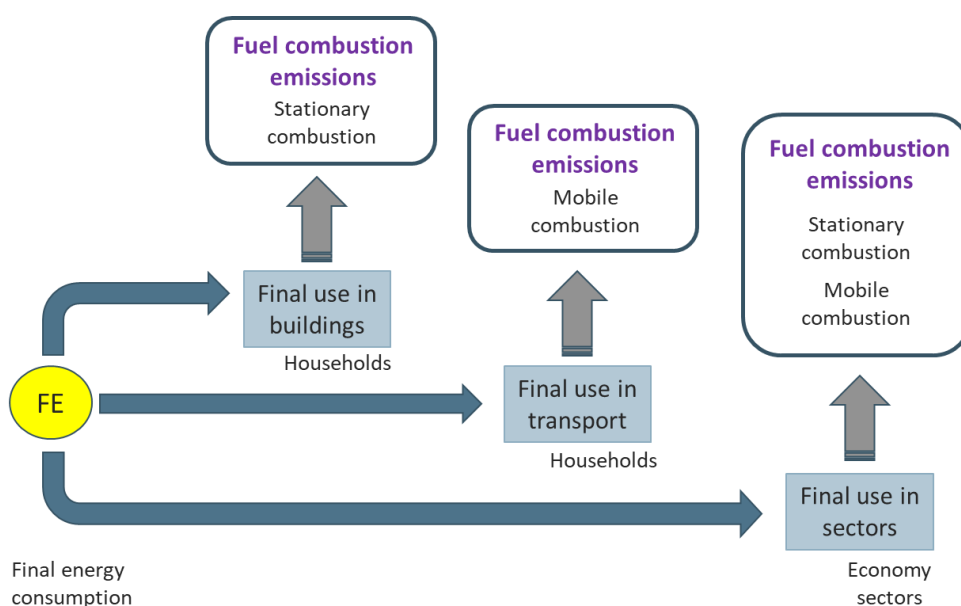 Fuel combustion
emissions
Stationary
combustion
Fuel combustion
emissions
Mobile
combustion
Fuel combustion
emissions
Stationary
combustion
Mobile
combustion
Final use in
buildings
Households
FE
Final use in
transport
Households
Final use in
sectors
Final energy
consumption
Economy
sectors